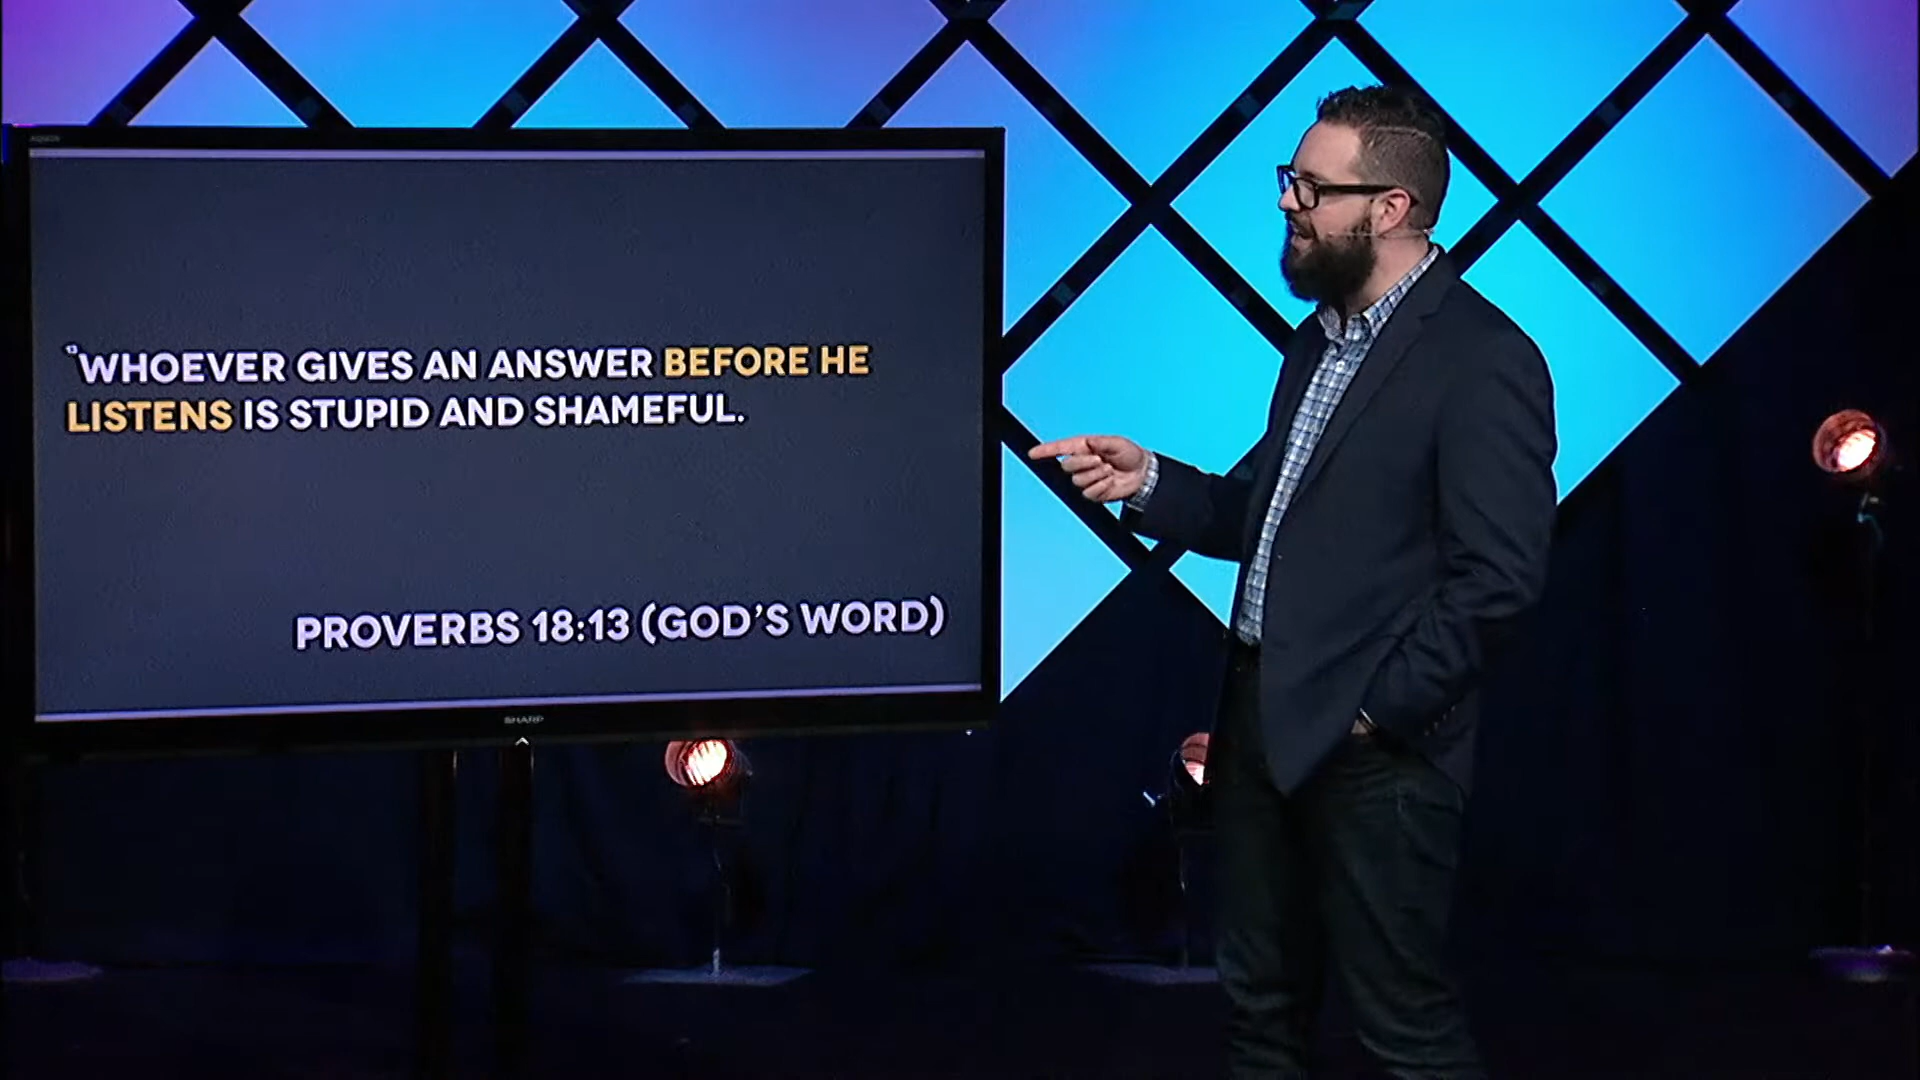 ¹³WHOEVER GIVES AN ANSWER BEFORE HE
LISTENS IS STUPID AND SHAMEFUL.
PROVERBS 18:13 (GOD'S WORD)
SHARP